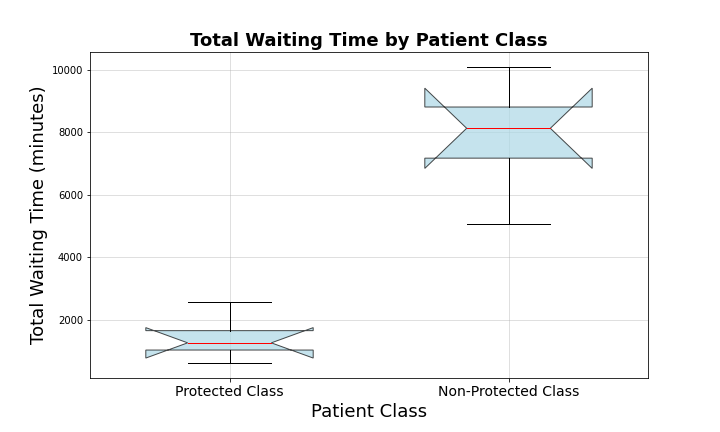 Total Waiting Time by Patient Class
Total Waiting Time (minutes)
10000
8000
6000
4000
2000
Protected Class
Non-Protected Class
Patient Class